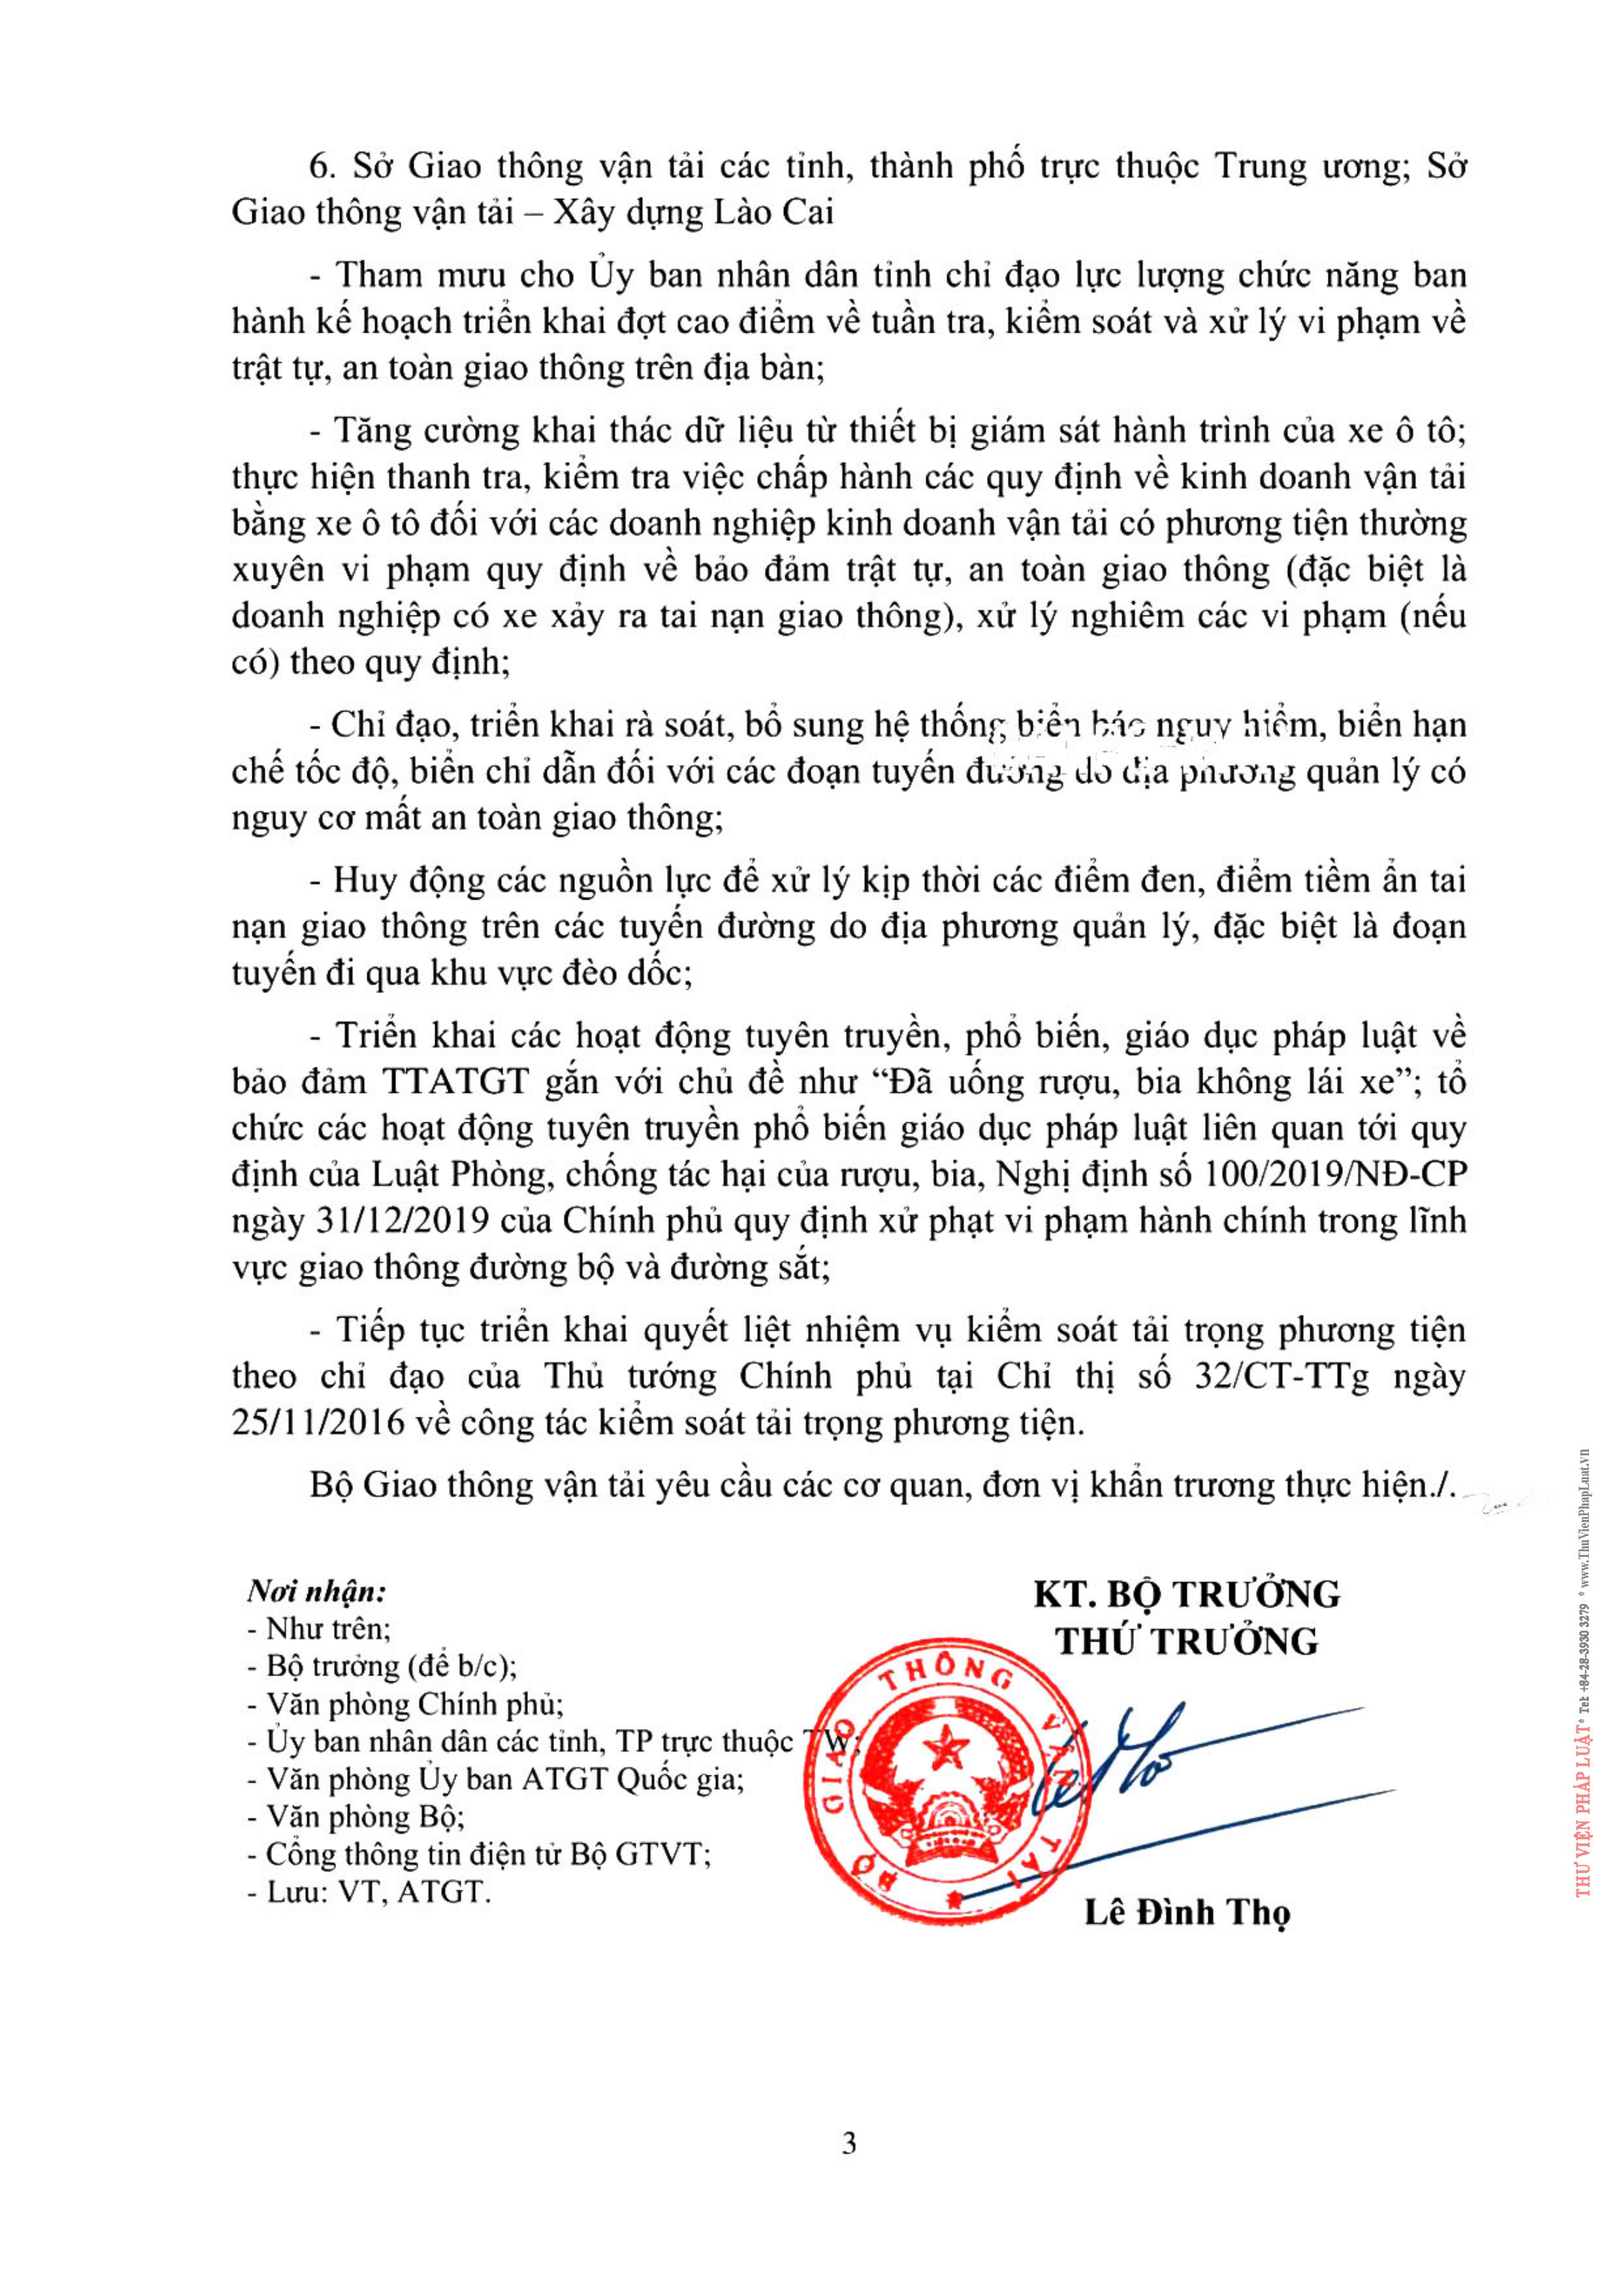 6. Sở Giao thông vận tải các tỉnh, thành phố trực thuộc Trung ương; Sở
Giao thông vận tải – Xây dựng Lào Cai
- Tham mưu cho Ủy ban nhân dân tỉnh chỉ đạo lực lượng chức năng ban
hành kế hoạch triển khai đợt cao điểm về tuần tra, kiểm soát và xử lý vi phạm về
trật tự, an toàn giao thông trên địa bàn;
- Tăng cường khai thác dữ liệu từ thiết bị giám sát hành trình của xe ô tô;
thực hiện thanh tra, kiểm tra việc chấp hành các quy định về kinh doanh vận tải
bằng xe ô tô đối với các doanh nghiệp kinh doanh vận tải có phương tiện thường
xuyên vi phạm quy định về bảo đảm trật tự, an toàn giao thông (đặc biệt là
doanh nghiệp có xe xảy ra tai nạn giao thông), xử lý nghiêm các vi phạm (nếu
có) theo quy định;
- Chỉ đạo, triển khai rà soát, bổ sung hệ thống biển báo nguy hiểm, biển hạn
chế tốc độ, biển chỉ dẫn đối với các đoạn tuyến đường do địa phương quản lý có
nguy cơ mất an toàn giao thông;
- Huy động các nguồn lực để xử lý kịp thời các điểm đen, điểm tiềm ẩn tai
nạn giao thông trên các tuyến đường do địa phương quản lý, đặc biệt là đoạn
tuyến đi qua khu vực đèo dốc;
- Triển khai các hoạt động tuyên truyền, phổ biến, giáo dục pháp luật về
bảo đảm TTATGT gắn với chủ đề như “Đã uống rượu, bia không lái xe”; tổ
chức các hoạt động tuyên truyền phổ biến giáo dục pháp luật liên quan tới quy
định của Luật Phòng, chống tác hại của rượu, bia, Nghị định số 100/2019/NĐ-CP
ngày 31/12/2019 của Chính phủ quy định xử phạt vi phạm hành chính trong lĩnh
vực giao thông đường bộ và đường sắt;
- Tiếp tục triển khai quyết liệt nhiệm vụ kiểm soát tải trọng phương tiện
theo chỉ đạo của Thủ tướng Chính phủ tại Chỉ thị số 32/CT-TTg ngày
25/11/2016 về công tác kiểm soát tải trọng phương tiện.
Bộ Giao thông vận tải yêu cầu các cơ quan, đơn vị khẩn trương thực hiện./.
Nơi nhận:
- Như trên;
- Bộ trưởng (để b/c);
- Văn phòng Chính phủ;
- Ủy ban nhân dân các tỉnh, TP trực thuộc TW;
- Văn phòng Ủy ban ATGT Quốc gia;
- Văn phòng Bộ;
- Cổng thông tin điện tử Bộ GTVT;
- Lưu: VT, ATGT.
KT. BỘ TRƯỞNG
THỨ TRƯỞNG
BỘ GIAO THÔNG VẬN TẢI
Lê Đình Thọ
3
THƯ VIỆN PHÁP LUẬT * Tel: +84-28-3930 3279 * www.ThuVienPhapLuat.vn